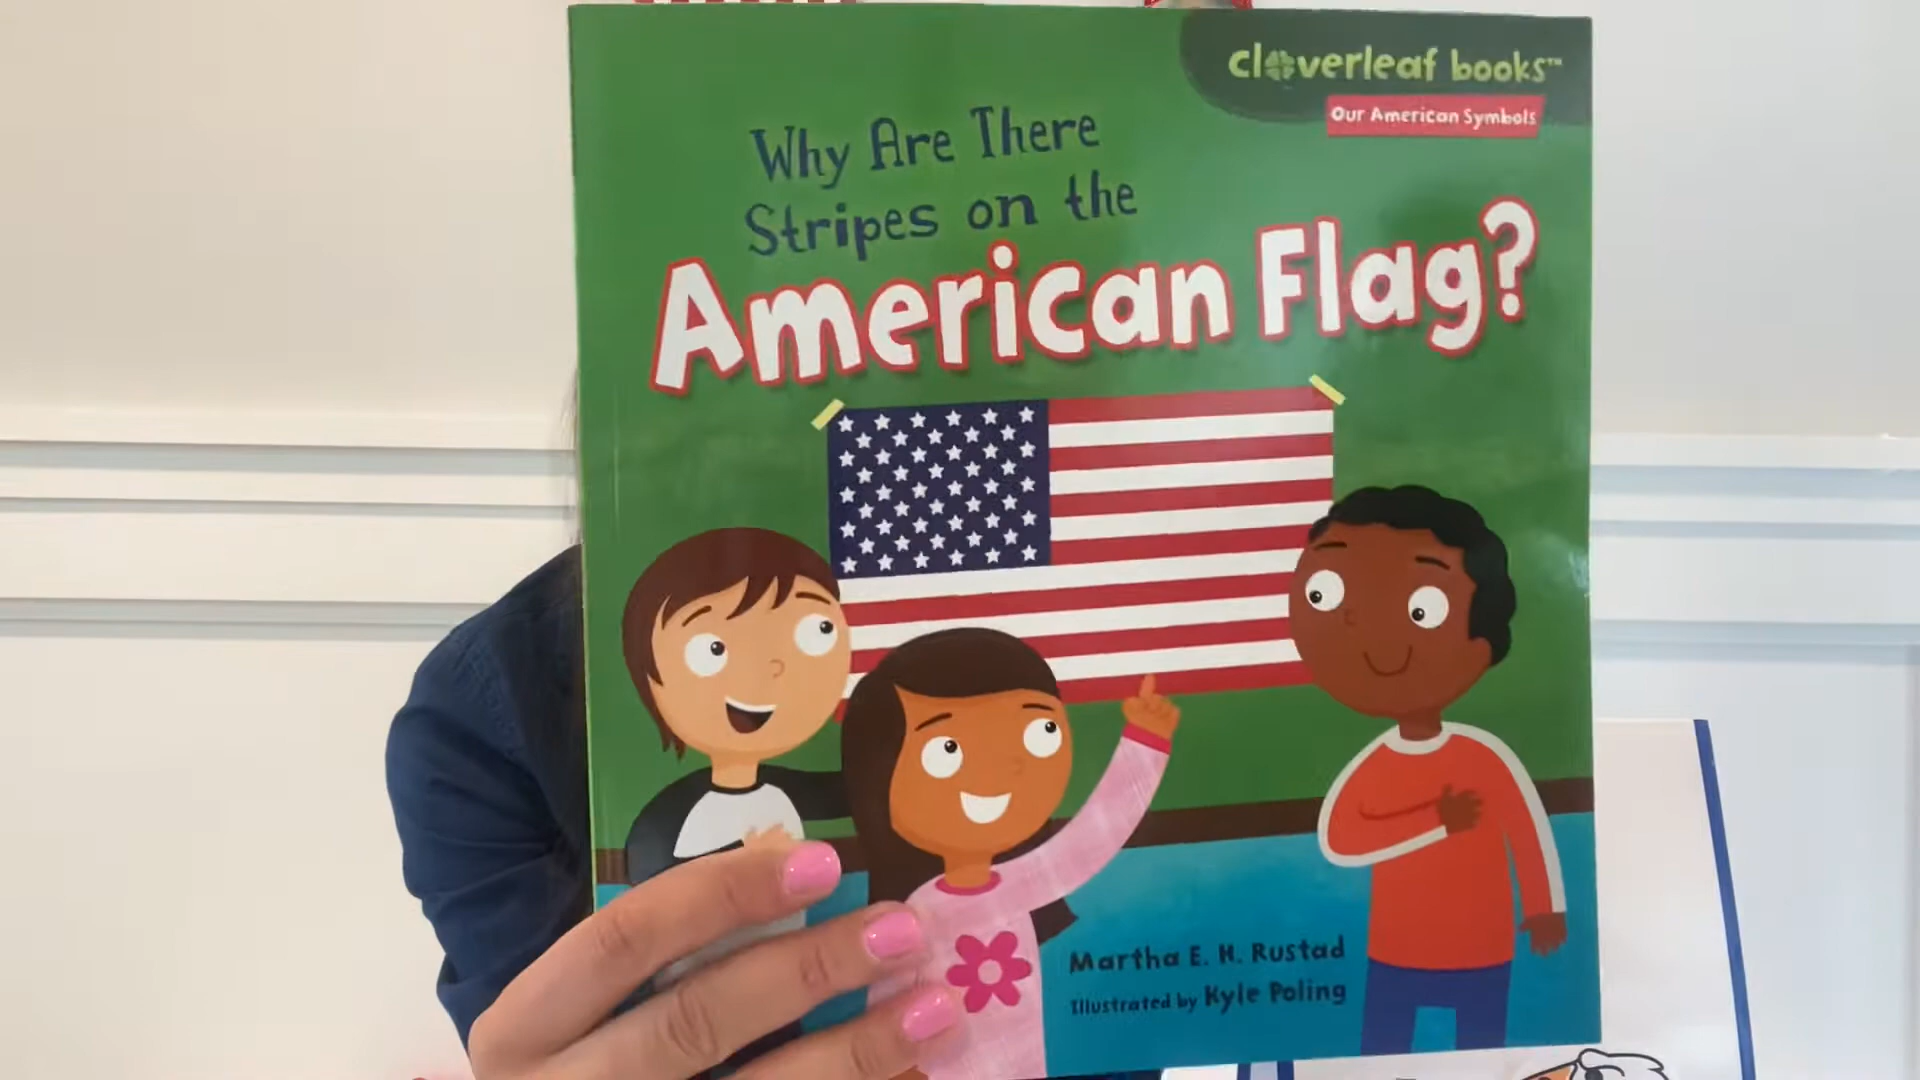 cloverleaf books™
Our American Symbols
Why Are There
Stripes on the
American Flag?
Martha E. H. Rustad
Illustrated by Kyle Poling